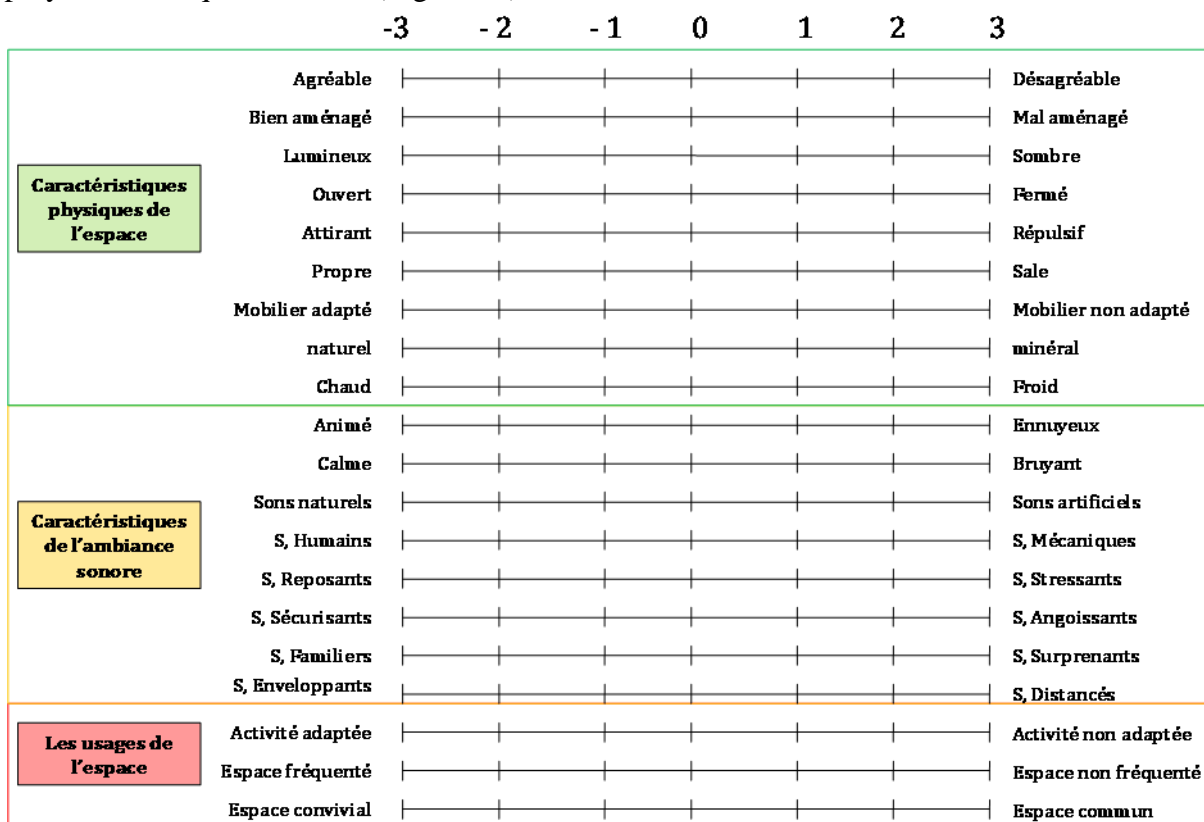 -3 - 2 - 1 0 1 2 3
Agréable Désagréable
Bien aménagé Mal aménagé
Lumineux Sombre
Caractéristiques
physiques de
l'espace
Ouvert Fermé
Attirant Répulsif
Propre Sale
Mobilier adapté Mobilier non adapté
naturel minéral
Chaud Froid
Animé Ennuyeux
Calme Bruyant
Sons naturels Sons artificiels
Caractéristiques
de l'ambiance
sonore
S, Humains S, Mécaniques
S, Reposants S, Stressants
S, Sécurisants S, Angoissants
S, Familiers S, Surprenants
S, Enveloppants S, Distancés
Les usages de
l'espace
Activité adaptée Activité non adaptée
Espace fréquenté Espace non fréquenté
Espace convivial Espace commun